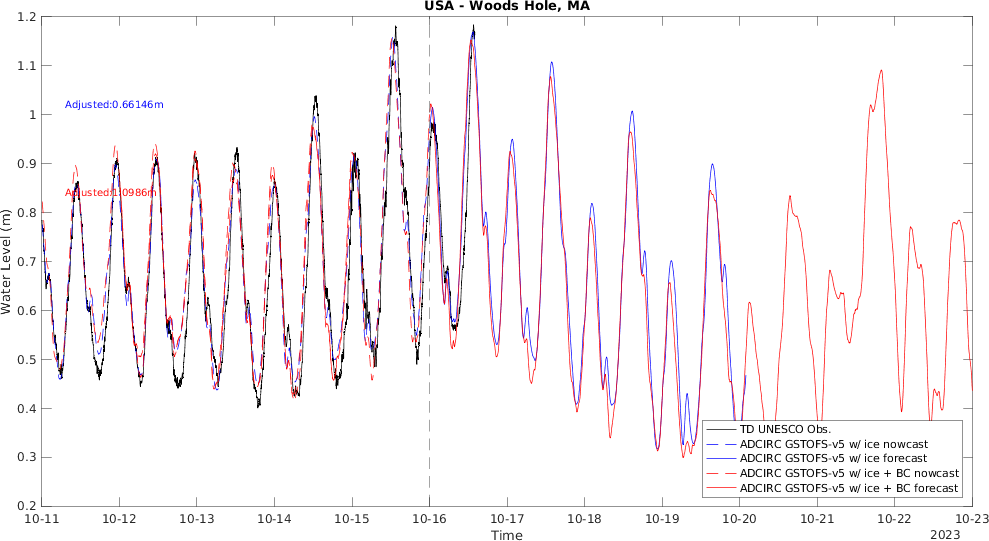 USA - Woods Hole, MA
1.2
1.1
1
0.9
0.8
0.7
0.6
0.5
0.4
0.3
0.2
Water Level (m)
Adjusted:0.66146m
Adjusted:1.0986m
TD UNESCO Obs.
ADCIRC GSTOFS-v5 w/ ice nowcast
ADCIRC GSTOFS-v5 w/ ice forecast
ADCIRC GSTOFS-v5 w/ ice + BC nowcast
ADCIRC GSTOFS-v5 w/ ice + BC forecast
10-11 10-12 10-13 10-14 10-15 10-16 10-17 10-18 10-19 10-20 10-21 10-22 10-23
Time
2023